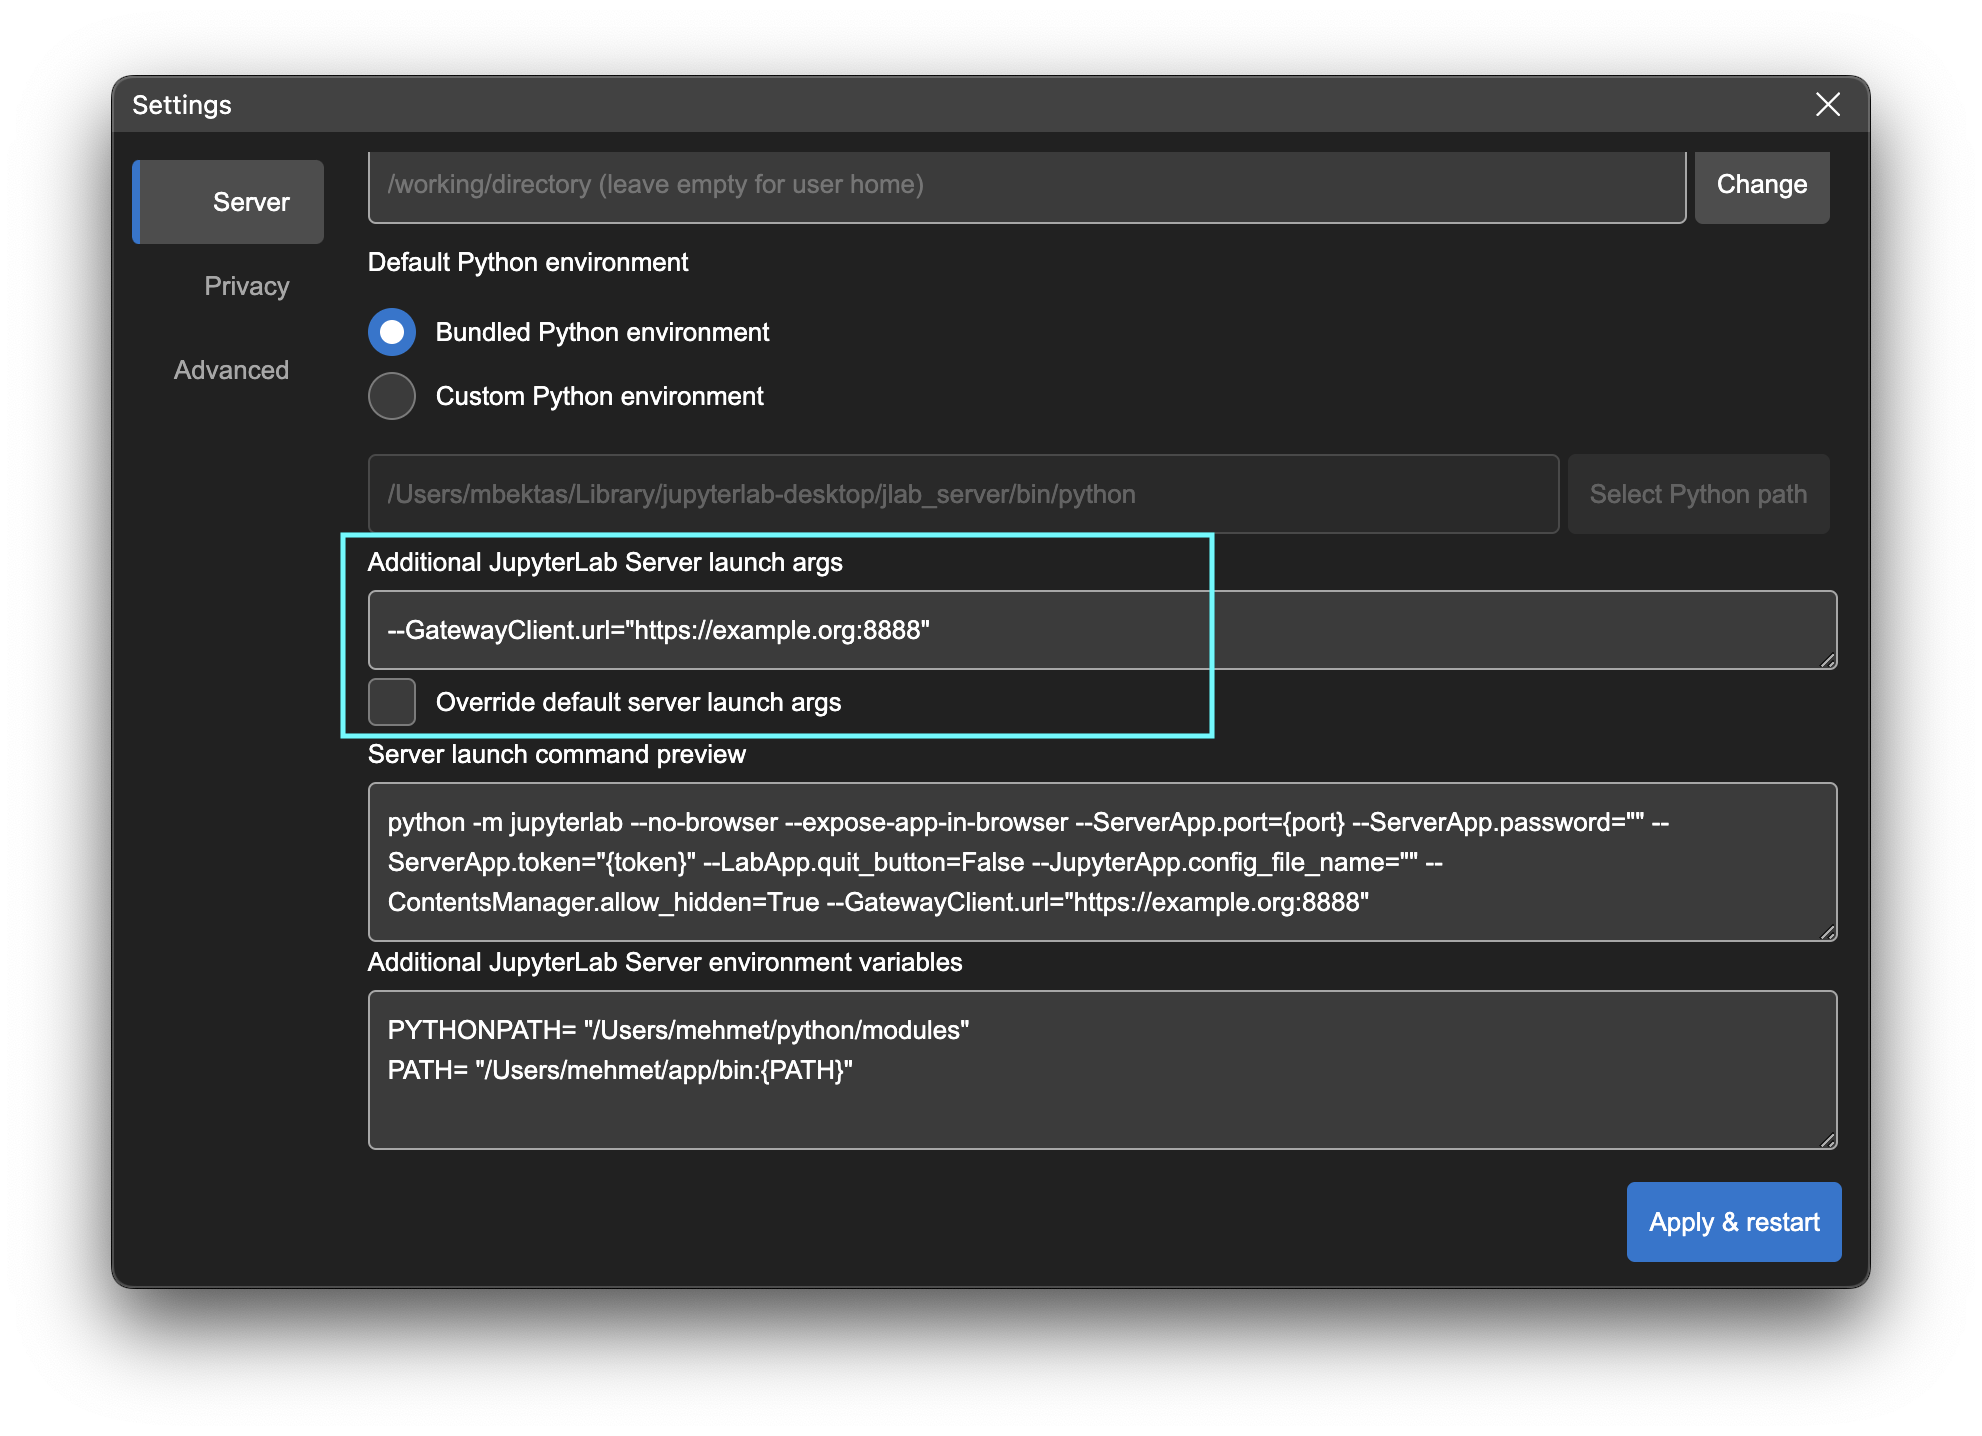 Settings
Server
Privacy
Advanced
/working/directory (leave empty for user home)
Change
Default Python environment
Bundled Python environment
Custom Python environment
/Users/mbektas/Library/jupyterlab-desktop/jlab_server/bin/python
Select Python path
Additional JupyterLab Server launch args
--GatewayClient.url="https://example.org:8888"
Override default server launch args
Server launch command preview
python -m jupyterlab --no-browser --expose-app-in-browser --ServerApp.port={port} --ServerApp.password="" --
ServerApp.token="{token}" --LabApp.quit_button=False --JupyterApp.config_file_name="" --
ContentsManager.allow_hidden=True --GatewayClient.url="https://example.org:8888"
Additional JupyterLab Server environment variables
PYTHONPATH= "/Users/mehmet/python/modules"
PATH= "/Users/mehmet/app/bin:{PATH}"
Apply & restart